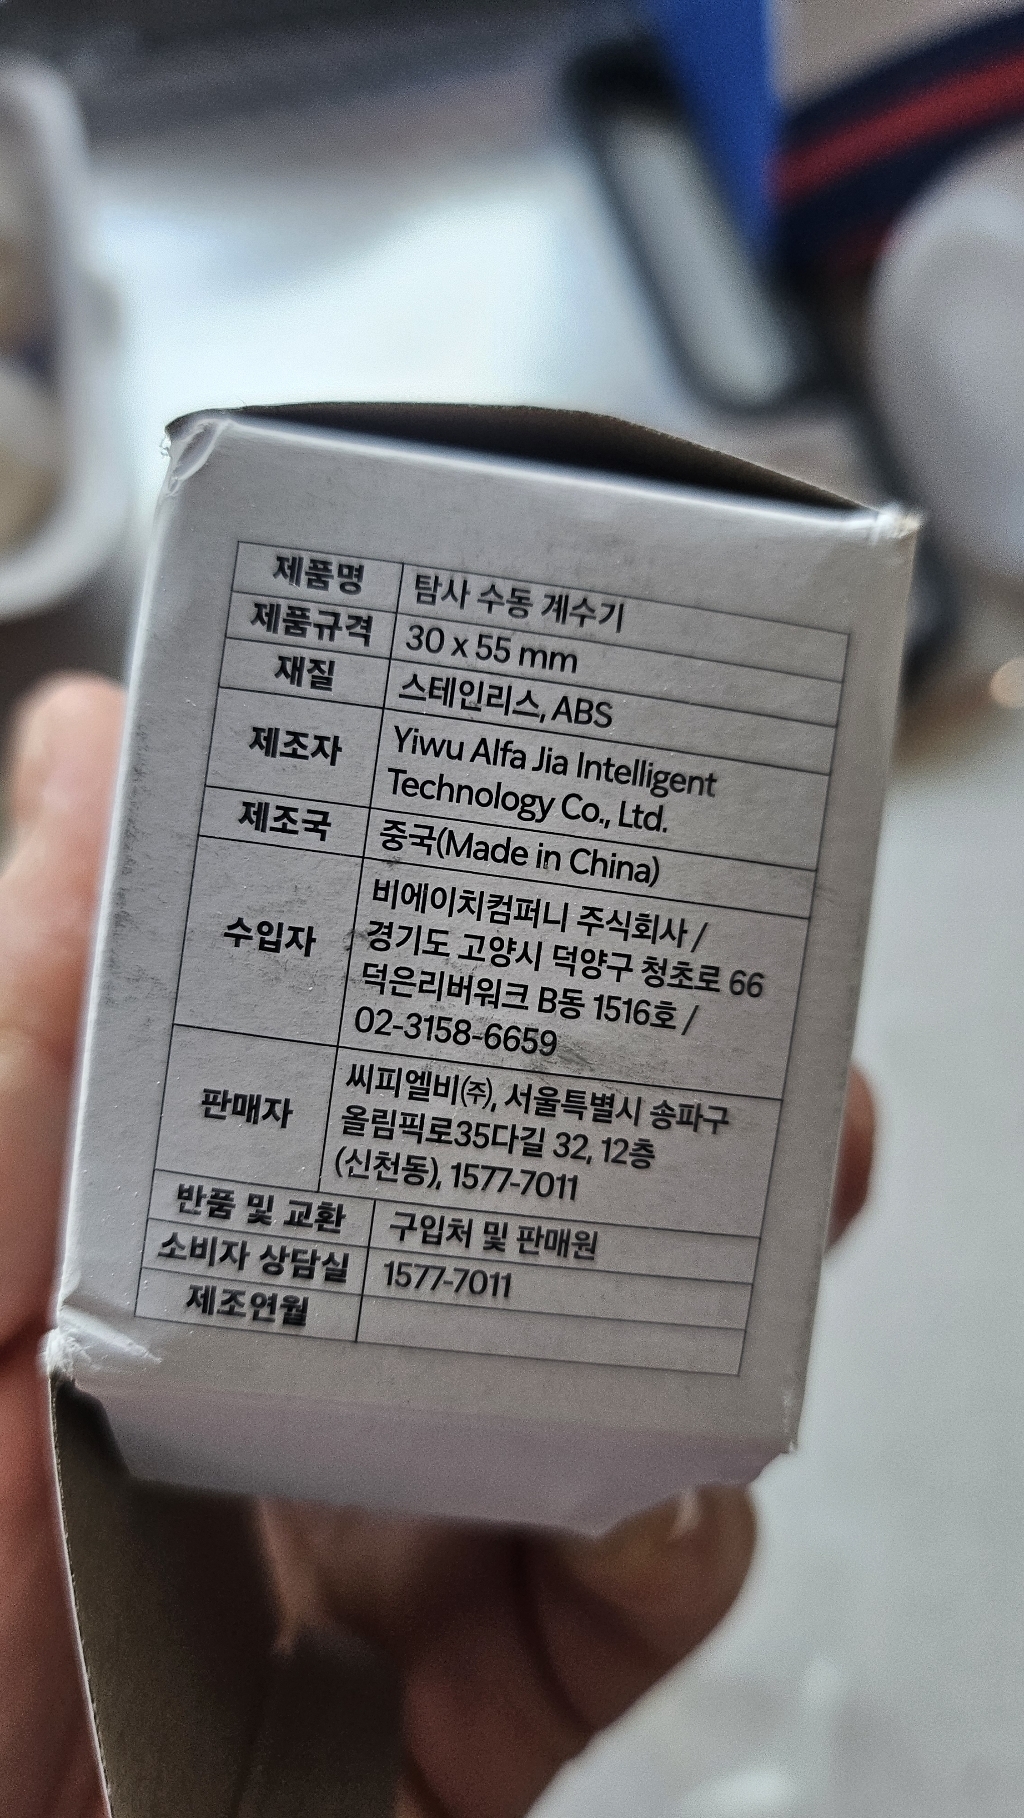 제품명 탐사 수동 계수기
제품규격 30 x 55 mm
재질 스테인리스, ABS
제조자 Yiwu Alfa Jia Intelligent
Technology Co., Ltd.
제조국 중국(Made in China)
수입자 비에이치컴퍼니 주식회사 /
경기도 고양시 덕양구 청초로 66
덕은리버워크 B동 1516호 /
02-3158-6659
판매자 씨피엘비㈜, 서울특별시 송파구
올림픽로35다길 32, 12층
(신천동), 1577-7011
반품 및 교환 구입처 및 판매원
소비자 상담실 1577-7011
제조연월